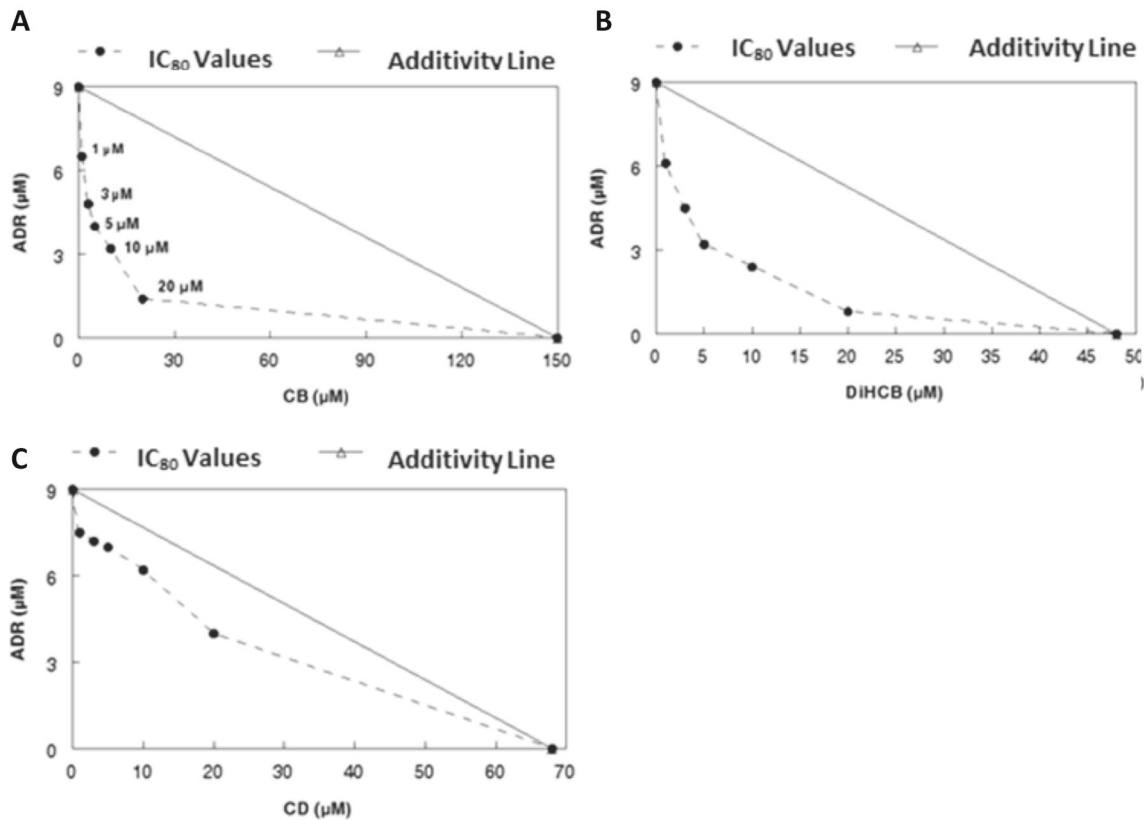 A
IC₈₀ Values Additivity Line
9
6
3
0
ADR (µM)
1 µM
3 µM
5 µM
10 µM
20 µM
0 30 60 90 120 150
CB (µM)
B
IC₈₀ Values Additivity Line
9
6
3
0
ADR (µM)
0 5 10 15 20 25 30 35 40 45 50
DiHCB (µM)
)
C
IC₈₀ Values Additivity Line
9
6
3
0
ADR (µM)
0 10 20 30 40 50 60 70
CD (µM)